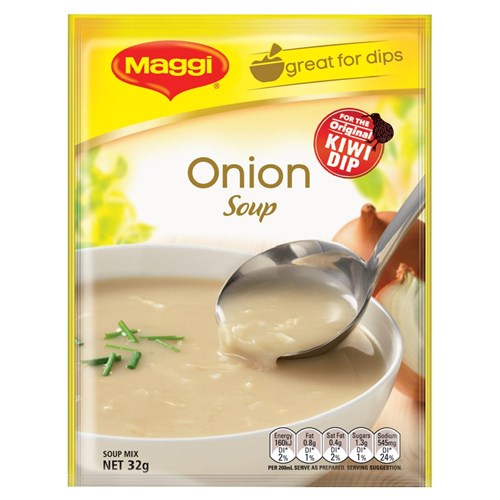 Maggi®
great for dips
FOR THE
Original
KIWI
DIP
Onion
Soup
SOUP MIX
NET 32g
Energy Fat Sat Fat Sugars Sodium
160kJ 0.8g 0.4g 1.3g 545mg
DI* DI* DI* DI* DI*
2% 1% 2% 1% 24%
PER 200mL SERVE AS PREPARED. SERVING SUGGESTION.